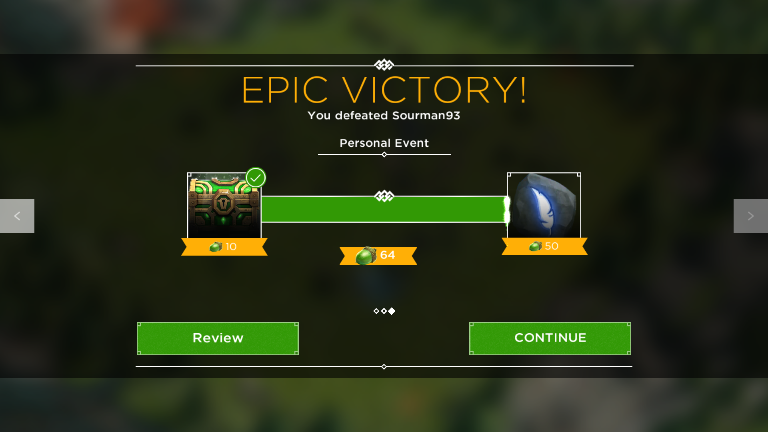 EPIC VICTORY!
You defeated Sourman93
Personal Event
10
64
50
Review
CONTINUE